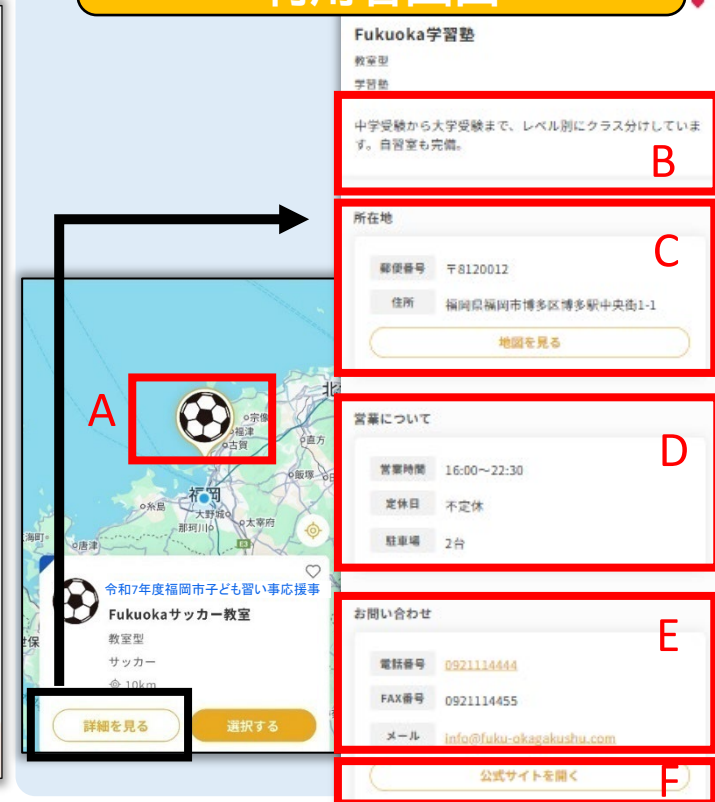 利用者画面
Fukuoka学習塾
教室型
学習塾
中学受験から大学受験まで、レベル別にクラス分けしていま
す。自習室も完備。
B
所在地
C
郵便番号 〒8120012
住所 福岡県福岡市博多区博多駅中央街1-1
地図を見る
A
宗像
福津
古賀
直方
福岡
飯塚
糸島
大野城
太宰府
那珂川
唐津
令和7年度福岡市子ども習い事応援事
Fukuokaサッカー教室
教室型
サッカー
10km
詳細を見る
選択する
営業について
D
営業時間 16:00～22:30
定休日 不定休
駐車場 2台
お問い合わせ
E
電話番号 0921114444
FAX番号 0921114455
メール info@fuku-okagakushu.com
公式サイトを開く
F